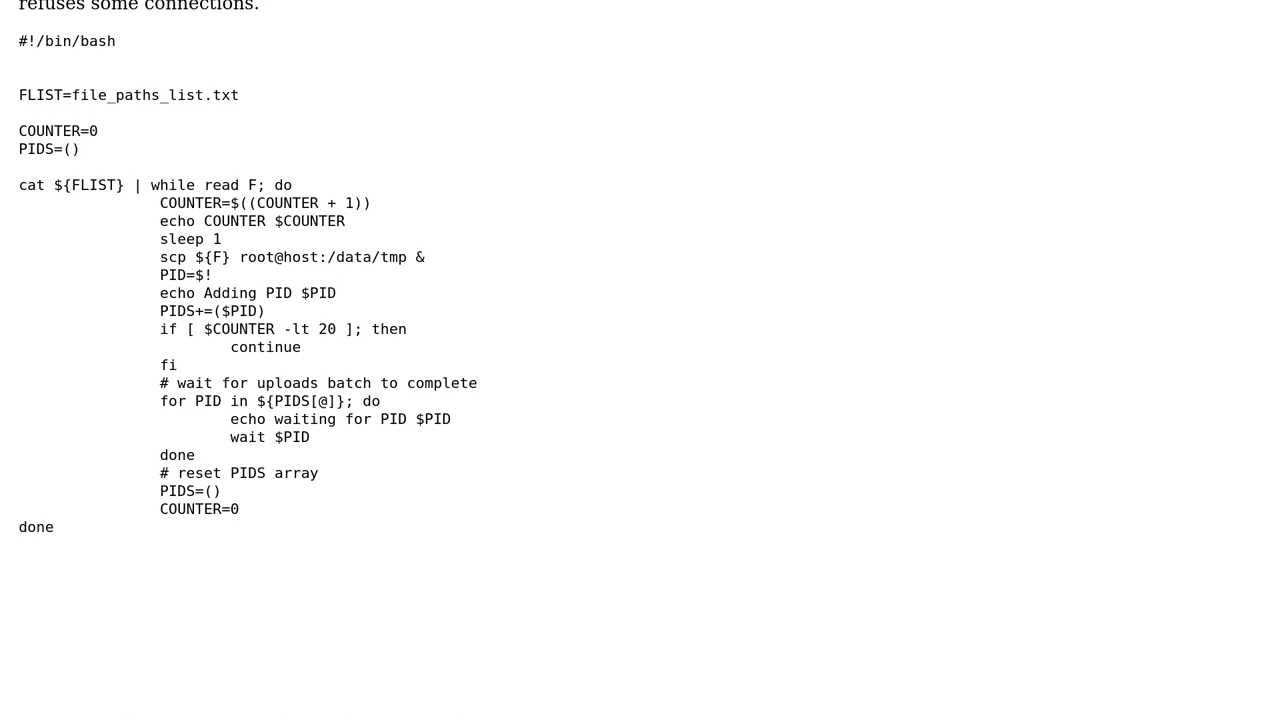 refuses some connections.
#!/bin/bash
FLIST=file_paths_list.txt
COUNTER=0
PIDS=()
cat ${FLIST} | while read F; do
COUNTER=$((COUNTER + 1))
echo COUNTER $COUNTER
sleep 1
scp ${F} root@host:/data/tmp &
PID=$!
echo Adding PID $PID
PIDS+=($PID)
if [ $COUNTER -lt 20 ]; then
continue
fi
# wait for uploads batch to complete
for PID in ${PIDS[@]}; do
echo waiting for PID $PID
wait $PID
done
# reset PIDS array
PIDS=()
COUNTER=0
done